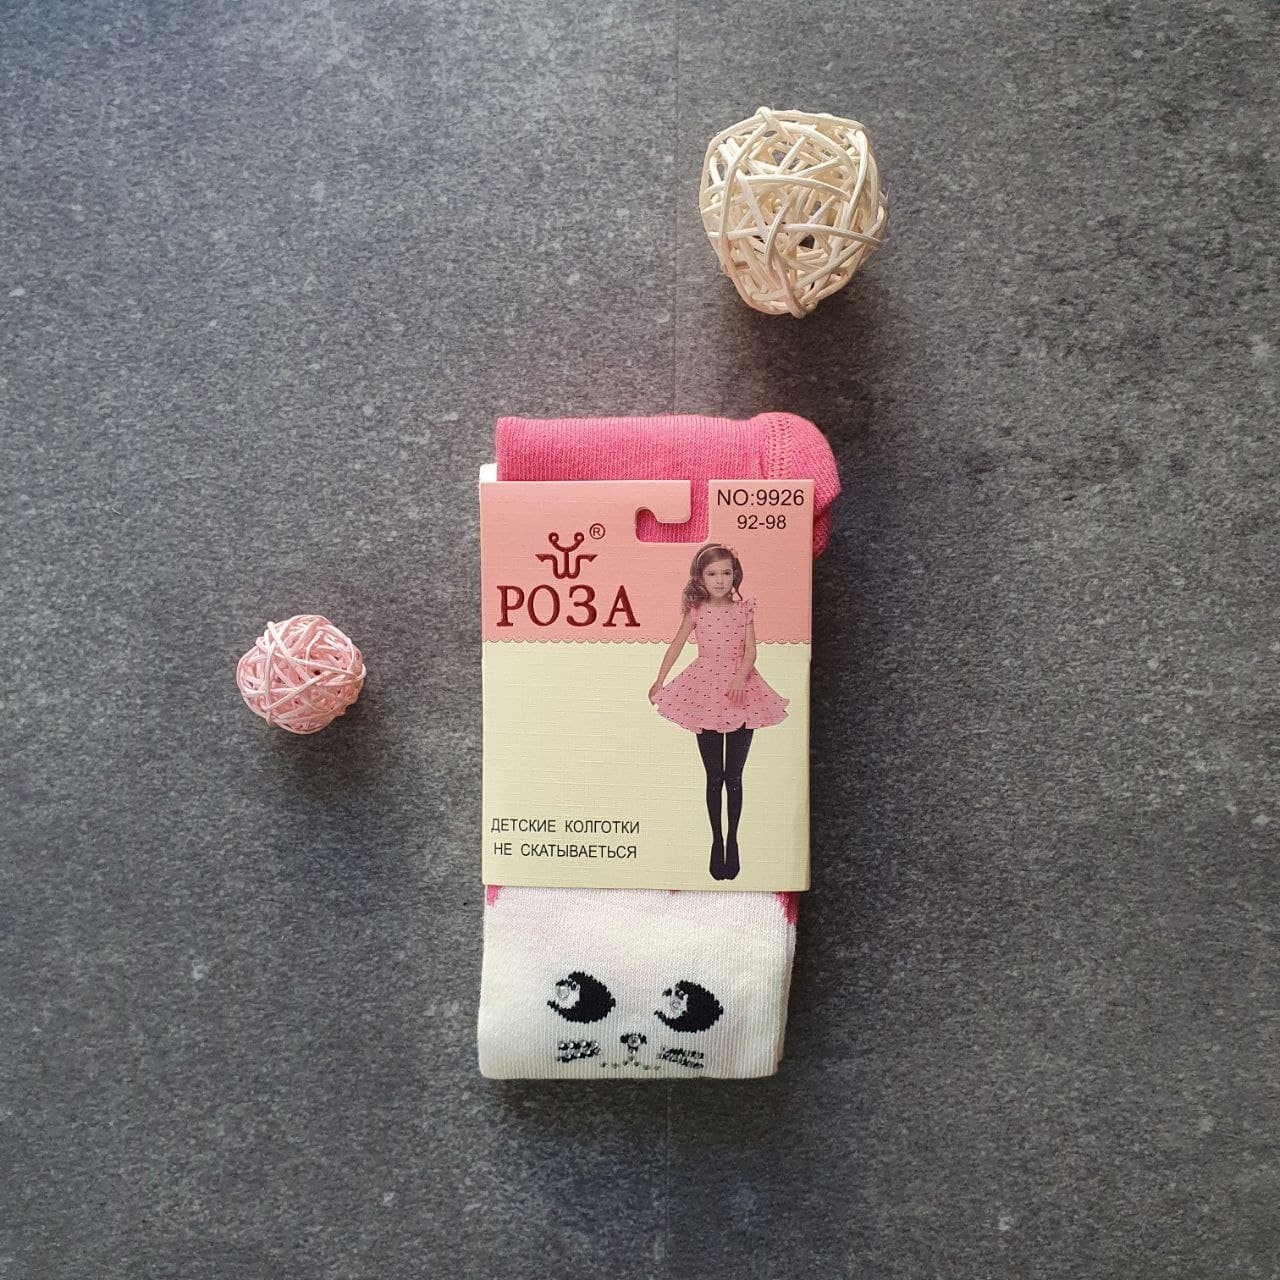 NO:9926
92-98
®
РОЗА
ДЕТСКИЕ КОЛГОТКИ
НЕ СКАТЫВАЕТЬСЯ